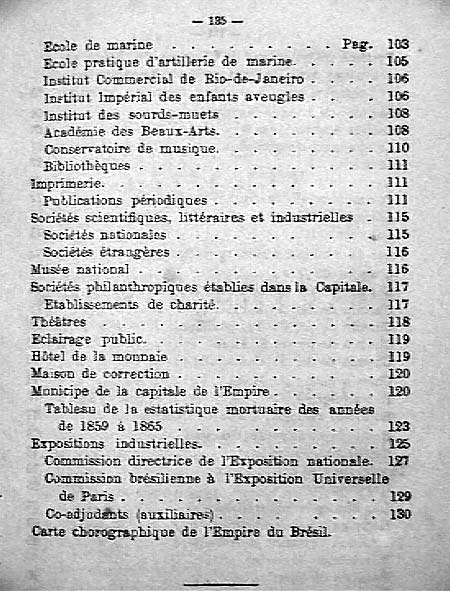 — 135 —
Ecole de marine . . . . . . . . . . Pag. 103
Ecole pratique d'artillerie de marine. . . . . 105
Institut Commercial de Rio-de-Janeiro . . . . 106
Institut Impérial des enfants aveugles . . . . 106
Institut des sourds-muets . . . . . . . . . 108
Académie des Beaux-Arts. . . . . . . . . 108
Conservatoire de musique. . . . . . . . . 110
Bibliothèques . . . . . . . . . . . . . 111
Imprimerie. . . . . . . . . . . . . . . 111
Publications périodiques . . . . . . . . . 111
Sociétés scientifiques, littéraires et industrielles . 115
Sociétés nationales . . . . . . . . . . . 115
Sociétés étrangères . . . . . . . . . . . 116
Musée national . . . . . . . . . . . . . 116
Sociétés philanthropiques établies dans la Capitale. 117
Etablissements de charité. . . . . . . . . 117
Théâtres . . . . . . . . . . . . . . . 118
Eclairage public. . . . . . . . . . . . . 119
Hôtel de la monnaie . . . . . . . . . . . 119
Maison de correction . . . . . . . . . . . 120
Municipe de la capitale de l'Empire . . . . . . 120
Tableau de la estatistique mortuaire des années
de 1859 á 1865 . . . . . . . . . . . 123
Expositions industrielles. . . . . . . . . . 125
Commission directrice de l'Exposition nationale. 127
Commission brésilienne à l'Exposition Universelle
de Paris . . . . . . . . . . . . . . 129
Co-adjudants (auxiliaires) . . . . . . . . . 130
Carte chorographique de l'Empire du Brésil.